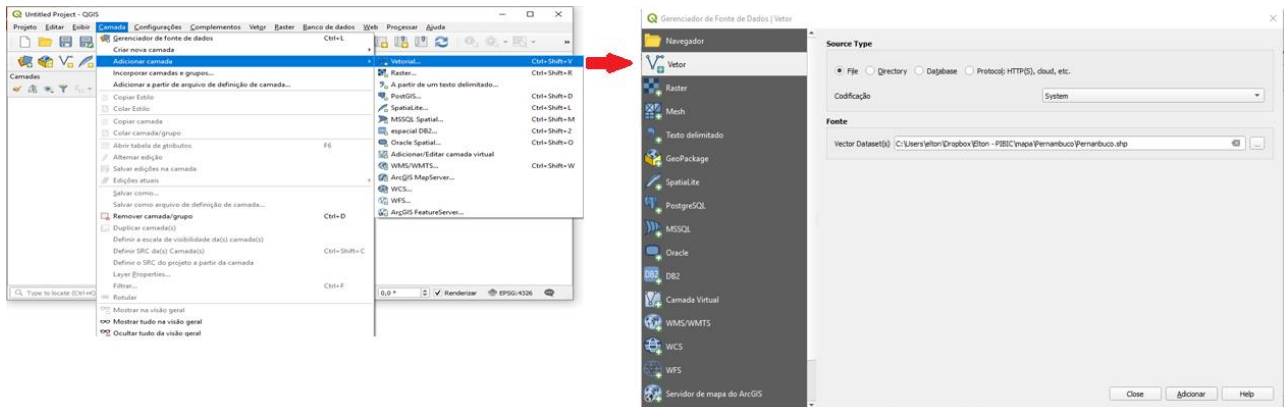 Untitled Project - QGIS
Projeto Editar Exibir Camada Configurações Complementos Vetor Raster Banco de dados Web Processar Ajuda
Camadas
Gerenciador de fonte de dados Ctrl+L
Criar nova camada
Adicionar camada
Incorporar camadas e grupos...
Adicionar a partir de arquivo de definição de camada...
Copiar Estilo
Colar Estilo
Copiar camada
Colar camada/grupo
Abrir tabela de atributos F6
Alternar edição
Salvar edições na camada
Edições atuais
Salvar como...
Salvar como arquivo de definição de camada...
Remover camada/grupo Ctrl+D
Duplicar camada(s)
Definir a escala de visibilidade da(s) camada(s)
Definir SRC da(s) Camada(s) Ctrl+Shift+C
Definir o SRC do projeto a partir da camada
Layer Properties...
Filtrar... Ctrl+F
Rotular
Mostrar na visão geral
Mostrar tudo na visão geral
Ocultar tudo da visão geral
Vetorial... Ctrl+Shift+V
Raster... Ctrl+Shift+R
A partir de um texto delimitado...
PostGIS... Ctrl+Shift+D
SpatiaLite... Ctrl+Shift+L
MSSQL Spatial... Ctrl+Shift+M
espacial DB2... Ctrl+Shift+2
Oracle Spatial... Ctrl+Shift+O
Adicionar/Editar camada virtual
WMS/WMTS... Ctrl+Shift+W
ArcGIS MapServer...
WCS...
WFS...
ArcGIS FeatureServer...
Type to locate (Ctrl+K) 0,0 ° Renderizar EPSG:4326
Gerenciador de Fonte de Dados | Vetor
Navegador
Vetor
Raster
Mesh
Texto delimitado
GeoPackage
SpatiaLite
PostgreSQL
MSSQL
Oracle
DB2 DB2
Camada Virtual
WMS/WMTS
WCS
WFS
Servidor de mapa do ArcGIS
Source Type
File Directory Database Protocol: HTTP(S), cloud, etc.
Codificação System
Fonte
Vector Dataset(s) C:\Users\elton\Dropbox\Elton - PIBIC\mapa\Pernambuco\Pernambuco.shp ...
Close Adicionar Help